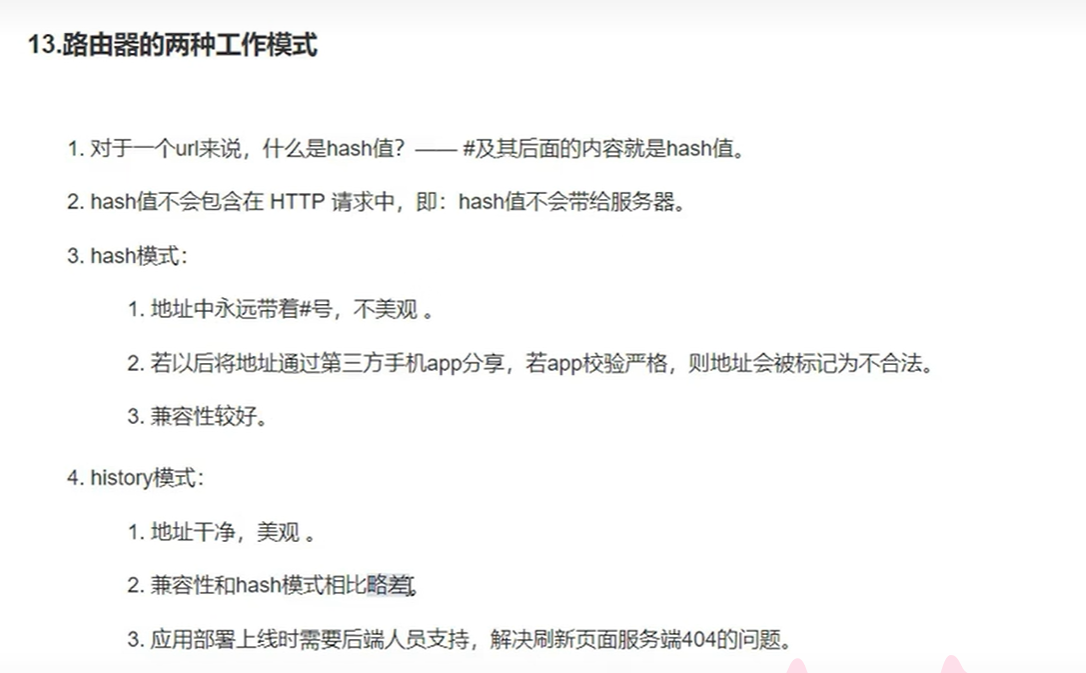 13.路由器的两种工作模式
1. 对于一个url来说，什么是hash值？—— #及其后面的内容就是hash值。
2. hash值不会包含在 HTTP 请求中，即：hash值不会带给服务器。
3. hash模式：
1. 地址中永远带着#号，不美观 。
2. 若以后将地址通过第三方手机app分享，若app校验严格，则地址会被标记为不合法。
3. 兼容性较好。
4. history模式：
1. 地址干净，美观 。
2. 兼容性和hash模式相比略差。
3. 应用部署上线时需要后端人员支持，解决刷新页面服务端404的问题。